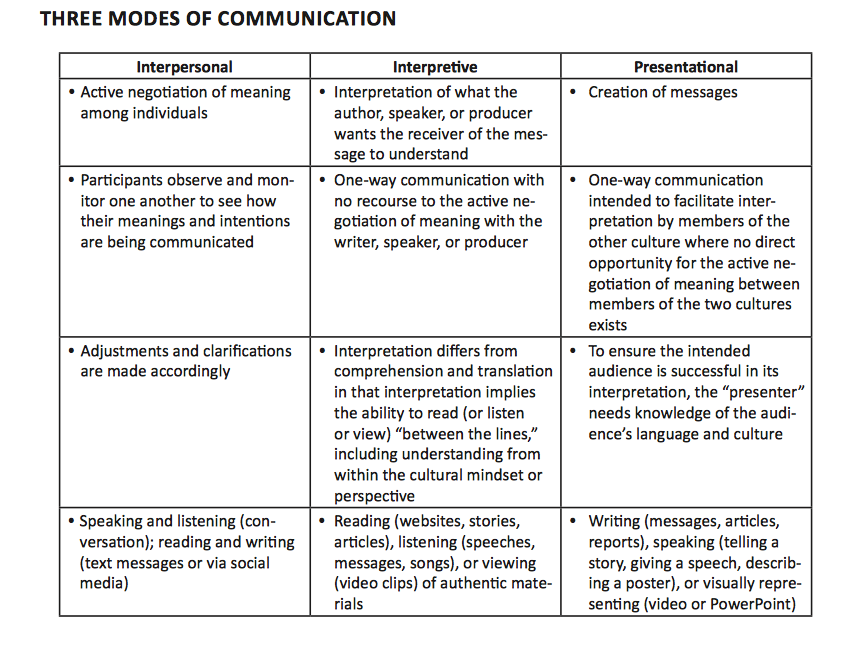 THREE MODES OF COMMUNICATION
Interpersonal
Interpretive
Presentational
• Active negotiation of meaning
among individuals
• Interpretation of what the
author, speaker, or producer
wants the receiver of the mes-
sage to understand
• Creation of messages
• Participants observe and mon-
itor one another to see how
their meanings and intentions
are being communicated
• One-way communication with
no recourse to the active ne-
gotiation of meaning with the
writer, speaker, or producer
• One-way communication
intended to facilitate inter-
pretation by members of the
other culture where no direct
opportunity for the active ne-
gotiation of meaning between
members of the two cultures
exists
• Adjustments and clarifications
are made accordingly
• Interpretation differs from
comprehension and translation
in that interpretation implies
the ability to read (or listen
or view) “between the lines,”
including understanding from
within the cultural mindset or
perspective
• To ensure the intended
audience is successful in its
interpretation, the “presenter”
needs knowledge of the audi-
ence’s language and culture
• Speaking and listening (con-
versation); reading and writing
(text messages or via social
media)
• Reading (websites, stories,
articles), listening (speeches,
messages, songs), or viewing
(video clips) of authentic mate-
rials
• Writing (messages, articles,
reports), speaking (telling a
story, giving a speech, describ-
ing a poster), or visually repre-
senting (video or PowerPoint)